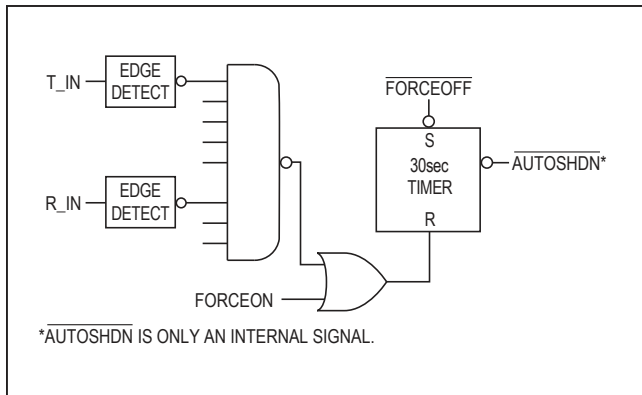 FORCEOFF
T_IN
EDGE
DETECT
S
30sec
TIMER
R
AUTOSHDN*
R_IN
EDGE
DETECT
FORCEON
*AUTOSHDN IS ONLY AN INTERNAL SIGNAL.